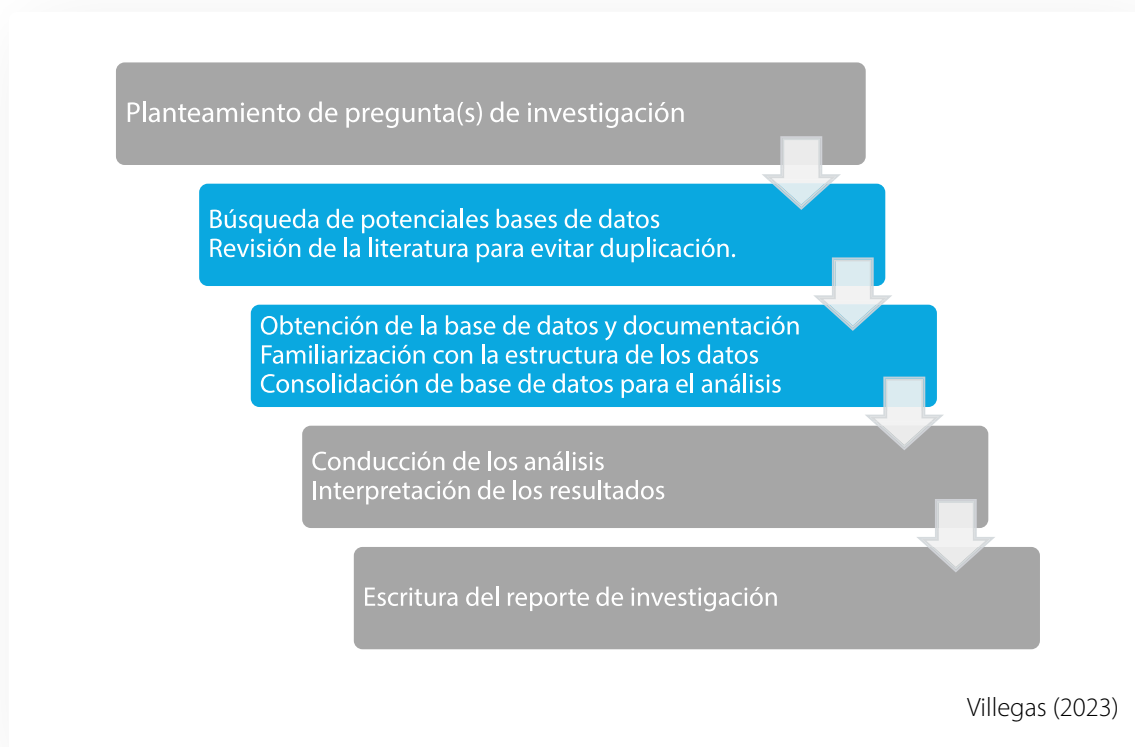 Planteamiento de pregunta(s) de investigación
Búsqueda de potenciales bases de datos
Revisión de la literatura para evitar duplicación.
Obtención de la base de datos y documentación
Familiarización con la estructura de los datos
Consolidación de base de datos para el análisis
Conducción de los análisis
Interpretación de los resultados
Escritura del reporte de investigación
Villegas (2023)